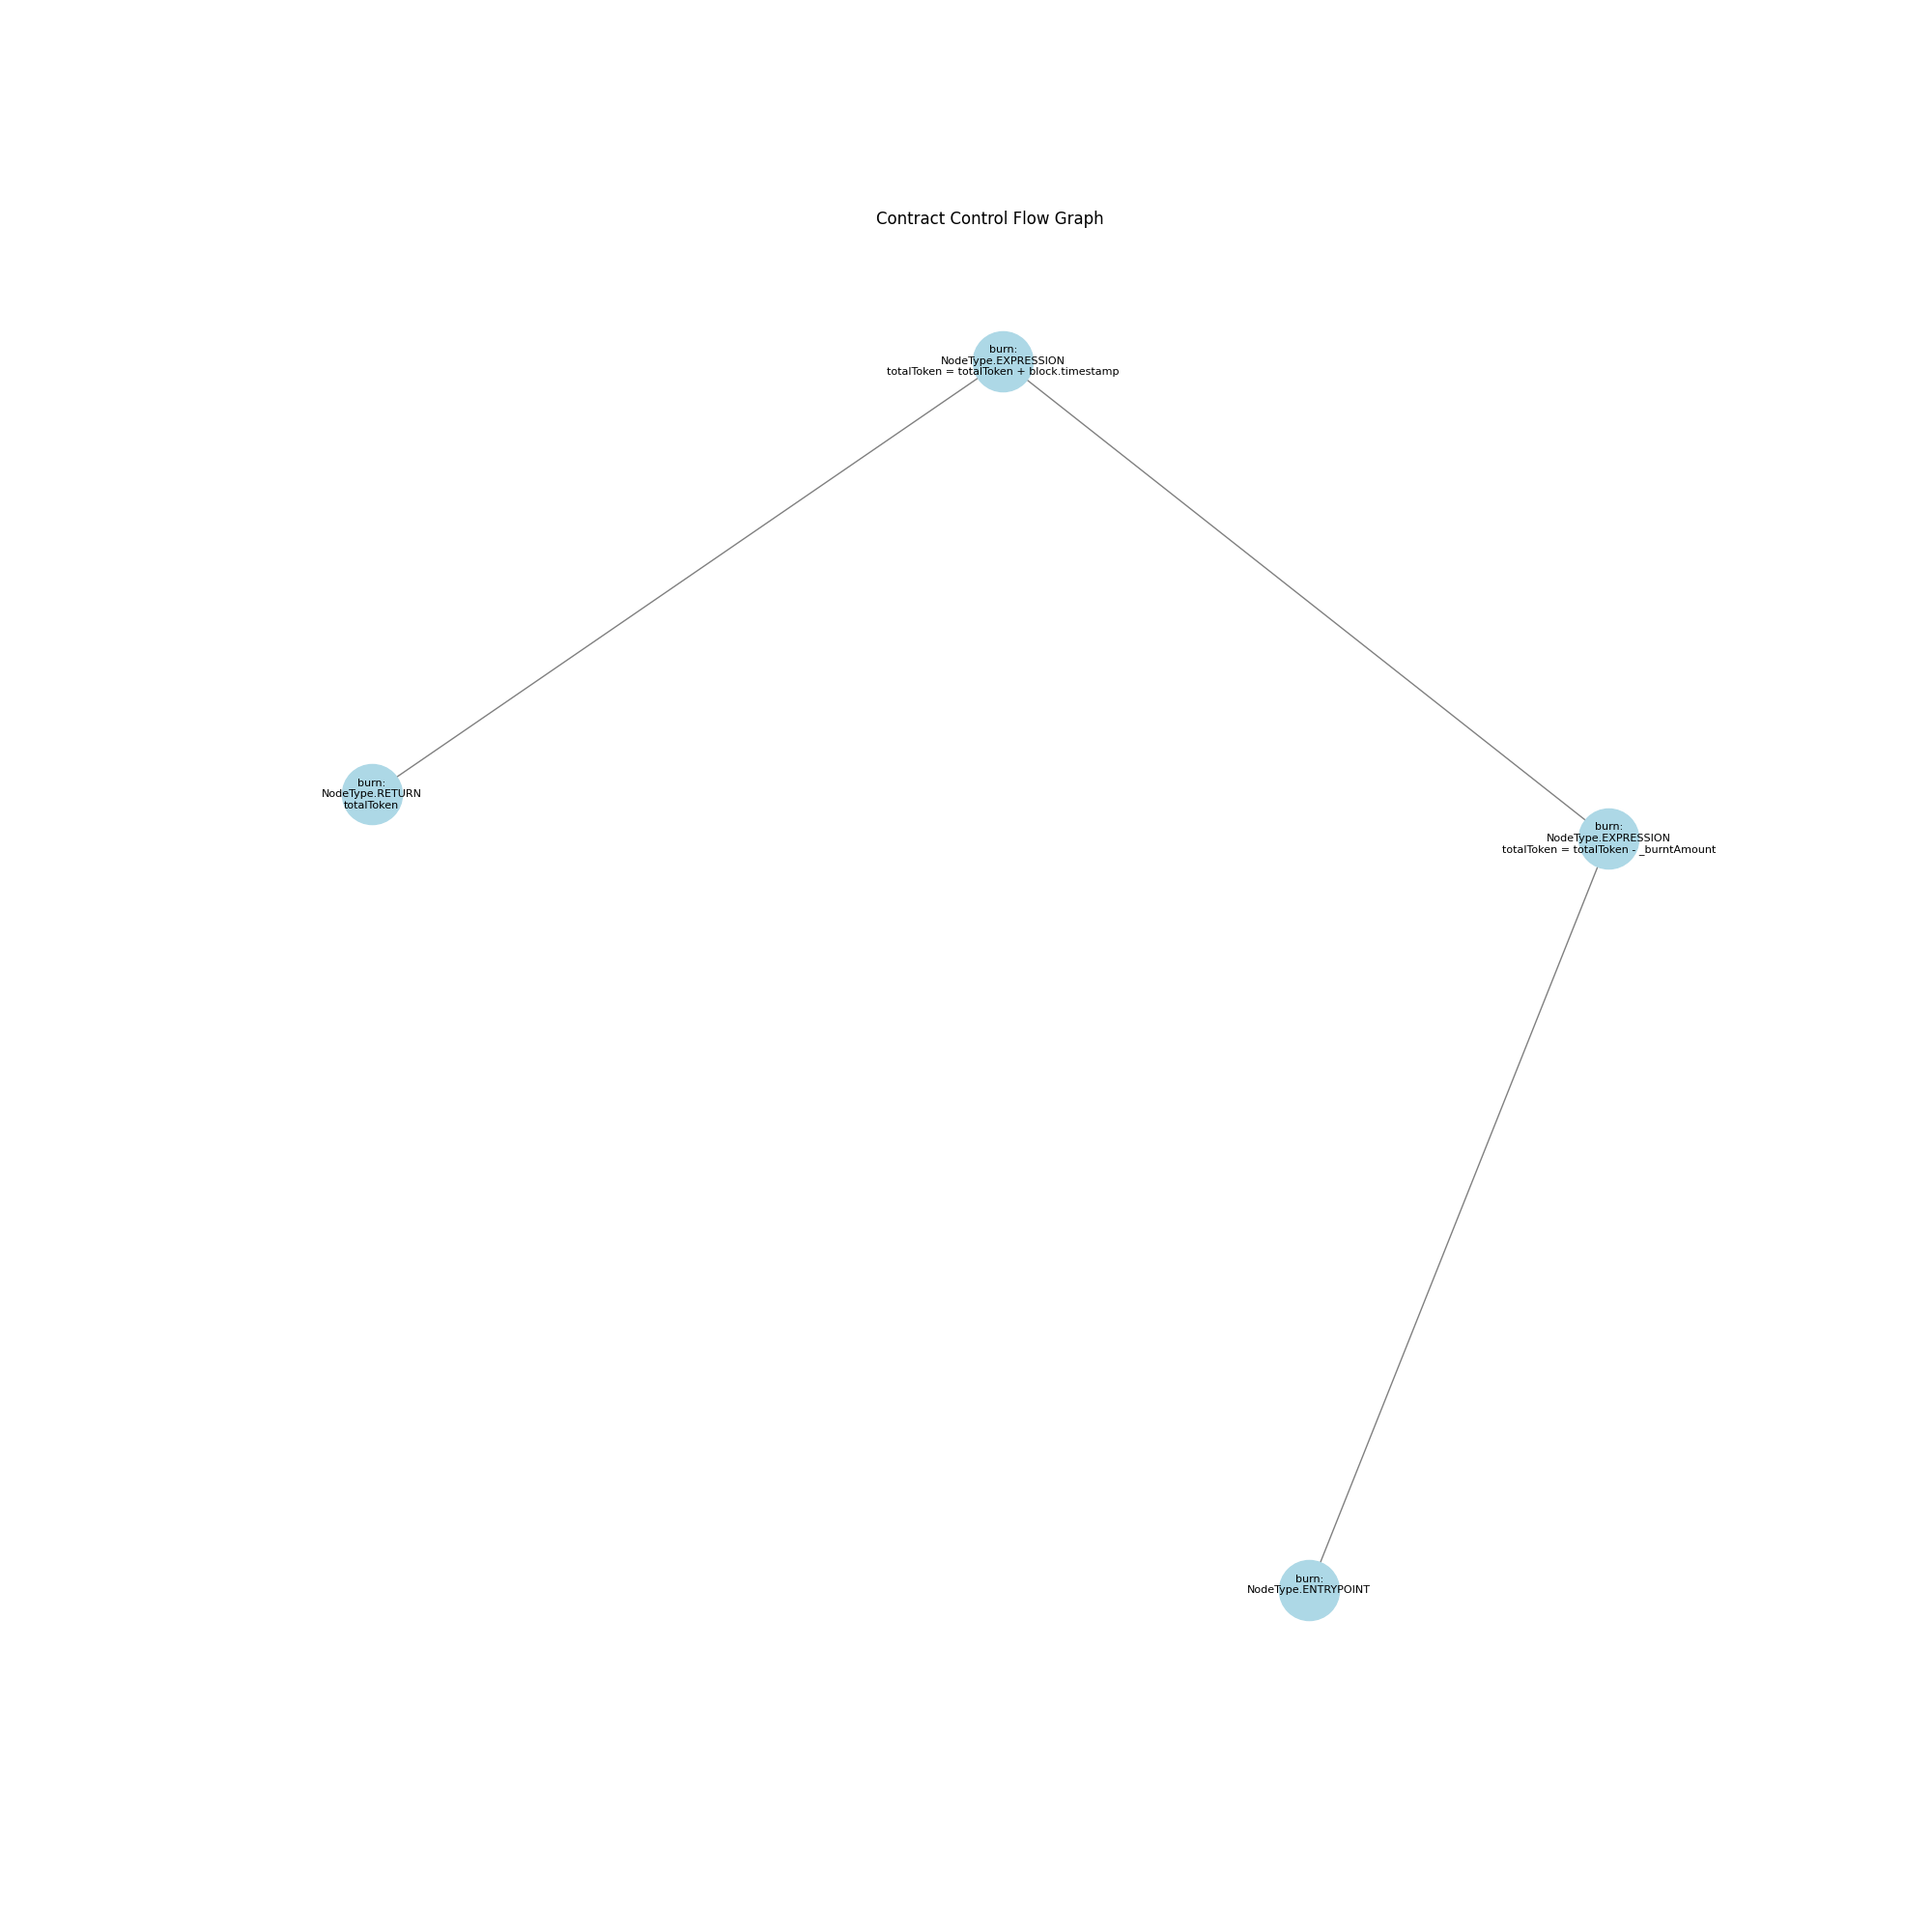 Contract Control Flow Graph
burn:
NodeType.EXPRESSION
totalToken = totalToken + block.timestamp
burn:
NodeType.RETURN
totalToken
burn:
NodeType.EXPRESSION
totalToken = totalToken - _burntAmount
burn:
NodeType.ENTRYPOINT